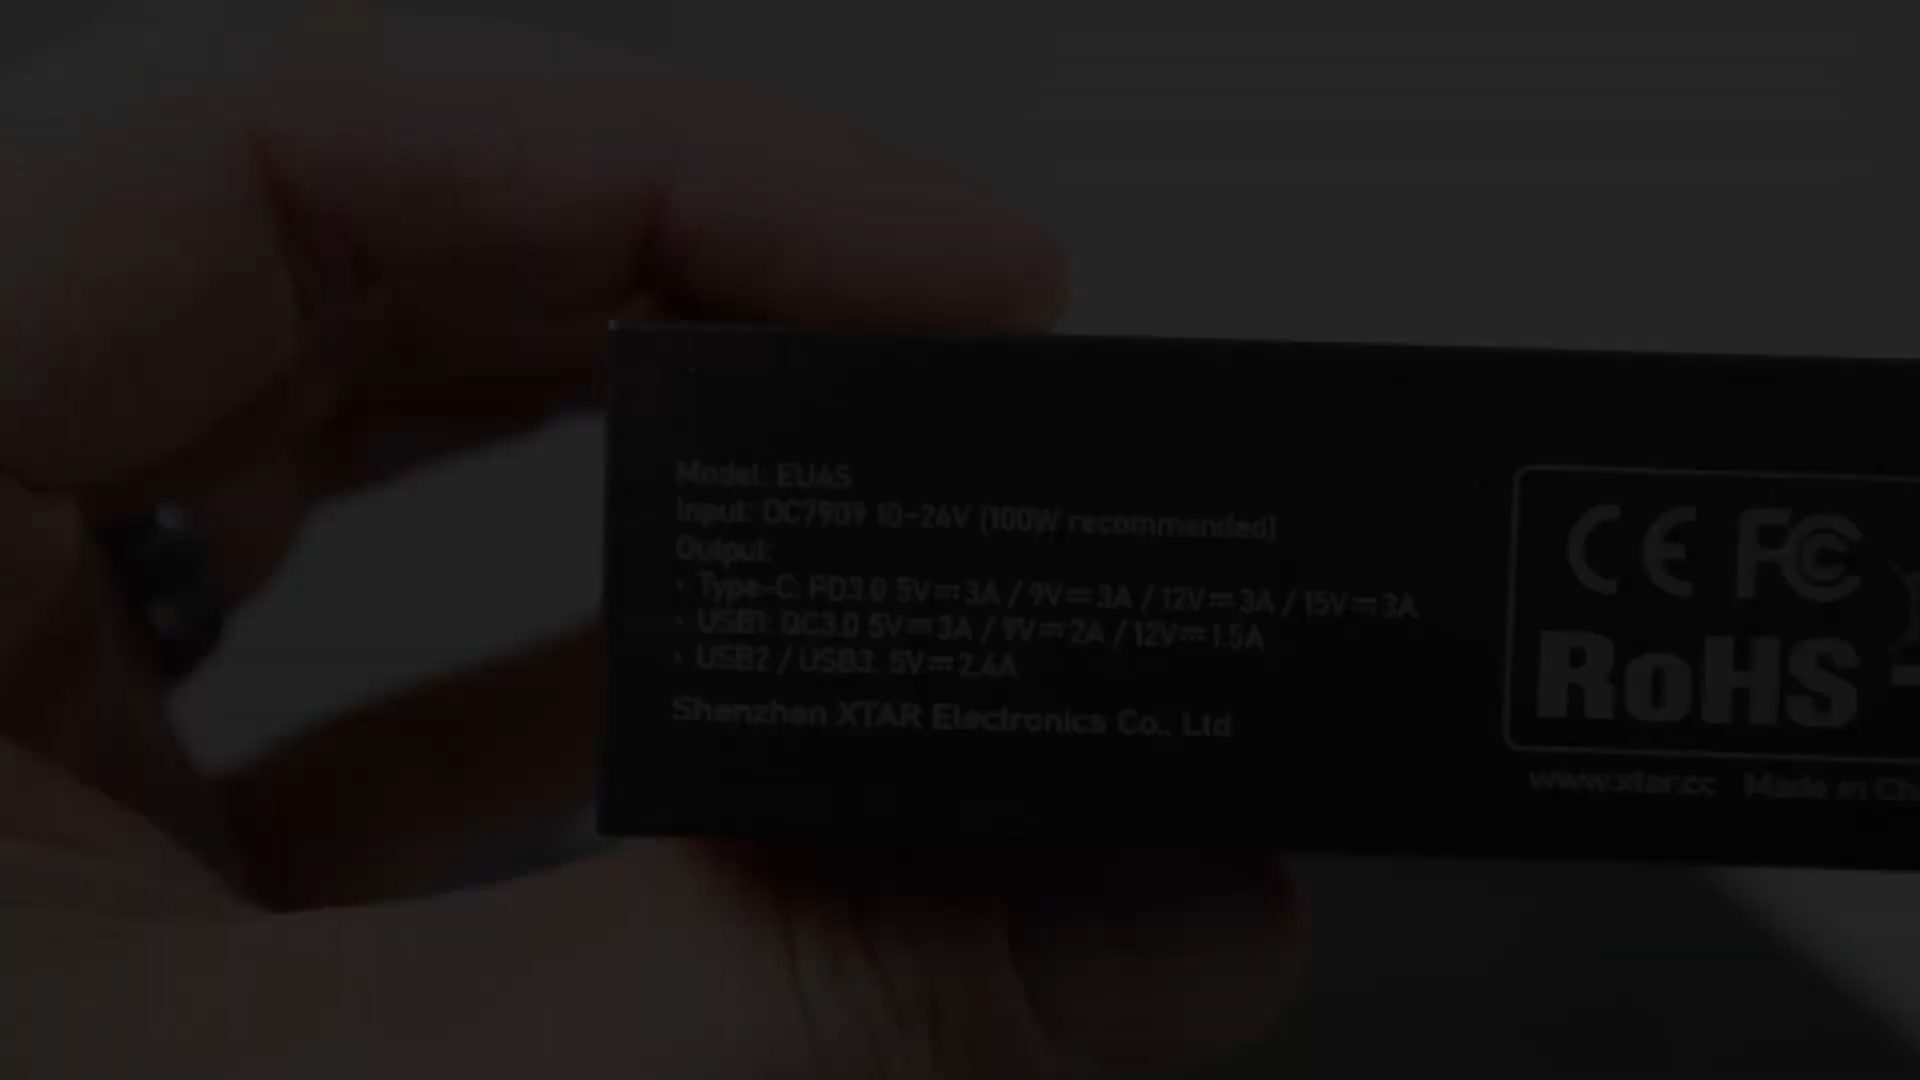 Model: EU4S
Input: DC7909 10-26V (100W recommended)
Output:
• Type-C: PD3.0 5V⎓3A / 9V⎓3A / 12V⎓3A / 15V⎓3A
• USB1: QC3.0 5V⎓3A / 9V⎓2A / 12V⎓1.5A
• USB2 / USB3: 5V⎓2.4A
Shenzhen XTAR Electronics Co., Ltd
CE FC
RoHS
www.xtar.cc Made in